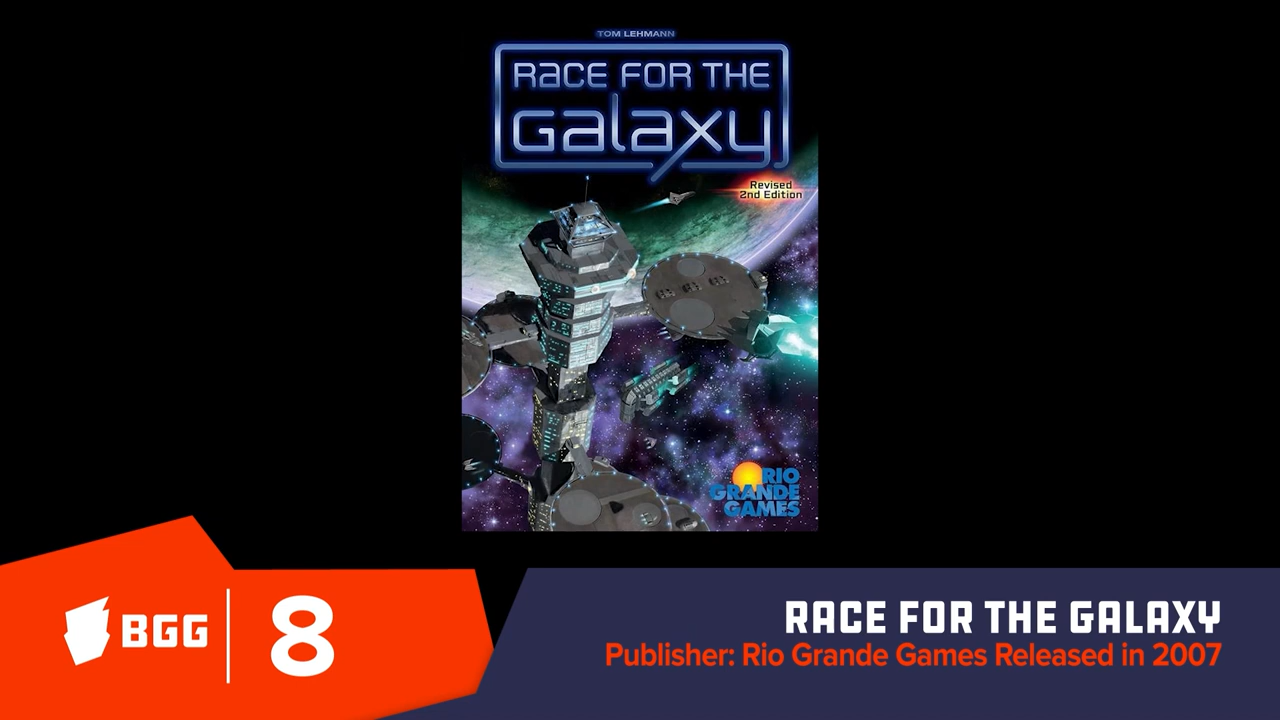 TOM LEHMANN
RACE FOR THE
Galaxy
Revised
2nd Edition
RIO
GRANDE
GAMES
BGG
8
RACE FOR THE GALAXY
Publisher: Rio Grande Games Released in 2007